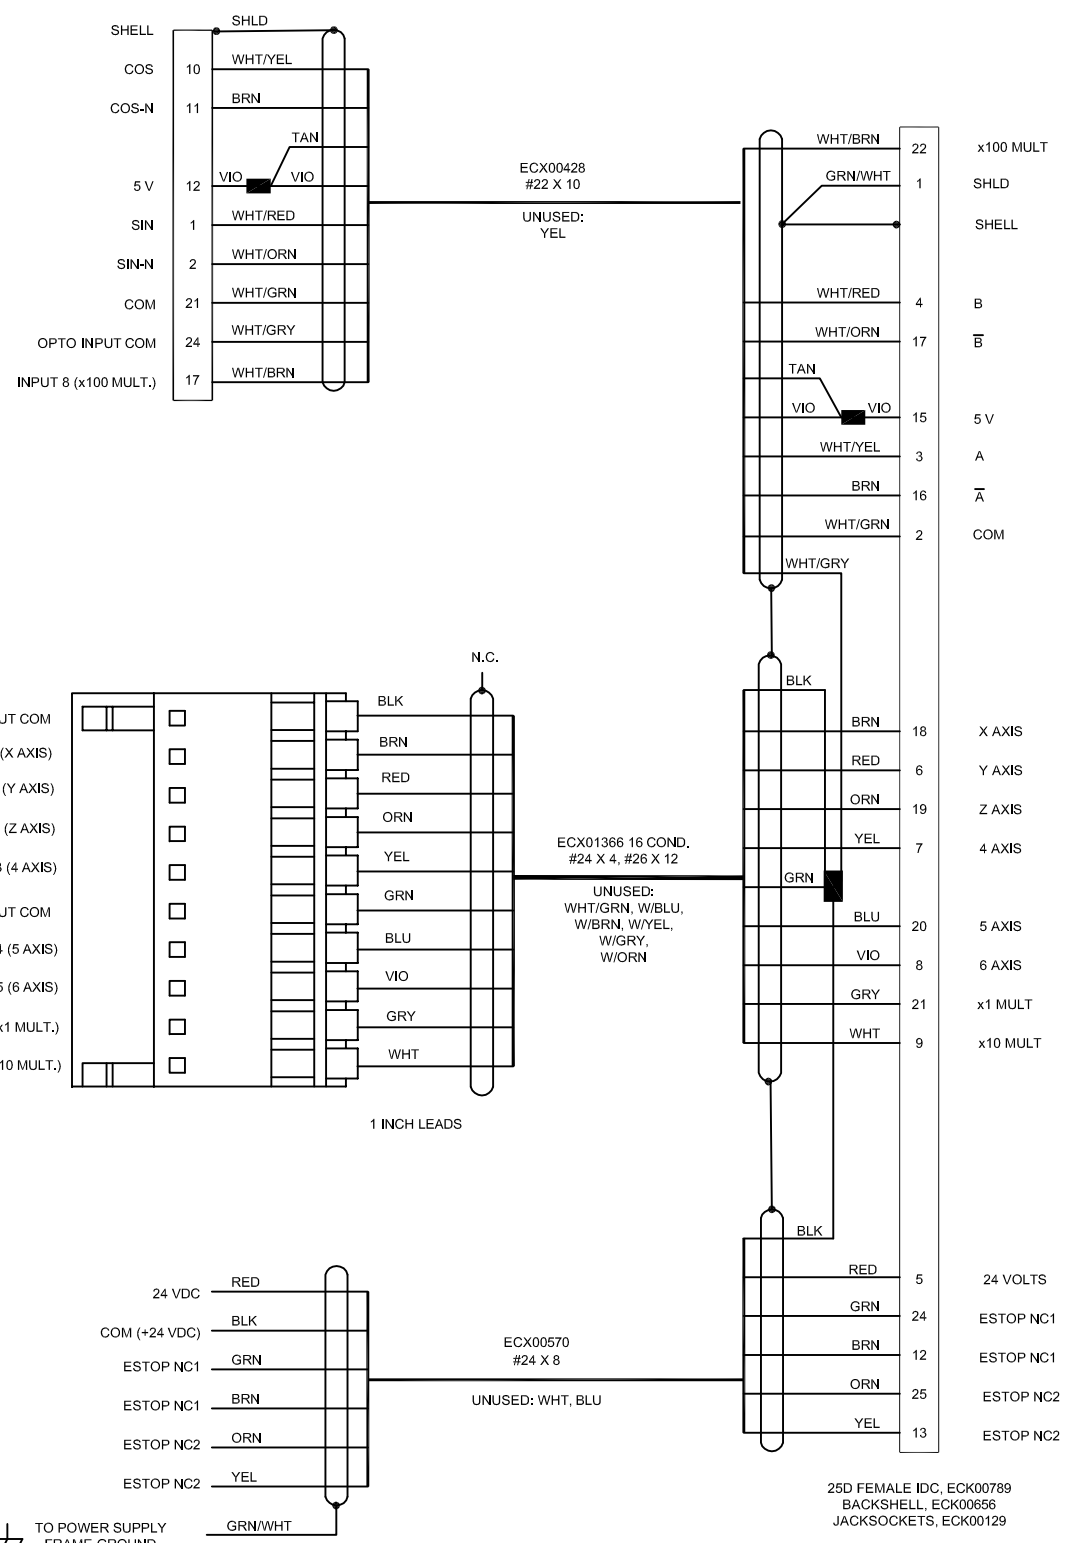 SHELL SHLD
COS 10 WHT/YEL
COS-N 11 BRN
TAN
5 V 12 VIO VIO
SIN 1 WHT/RED
SIN-N 2 WHT/ORN
COM 21 WHT/GRN
OPTO INPUT COM 24 WHT/GRY
INPUT 8 (x100 MULT.) 17 WHT/BRN
ECX00428
#22 X 10
UNUSED:
YEL
WHT/BRN 22 x100 MULT
GRN/WHT 1 SHLD
SHELL
WHT/RED 4 B
WHT/ORN 17 B̅
TAN
VIO VIO 15 5 V
WHT/YEL 3 A
BRN 16 A̅
WHT/GRN 2 COM
WHT/GRY
N.C.
UT COM BLK
(X AXIS) BRN
(Y AXIS) RED
(Z AXIS) ORN
3 (4 AXIS) YEL
UT COM GRN
4 (5 AXIS) BLU
5 (6 AXIS) VIO
x1 MULT.) GRY
10 MULT.) WHT
1 INCH LEADS
ECX01366 16 COND.
#24 X 4, #26 X 12
UNUSED:
WHT/GRN, W/BLU,
W/BRN, W/YEL,
W/GRY,
W/ORN
BLK
BRN 18 X AXIS
RED 6 Y AXIS
ORN 19 Z AXIS
YEL 7 4 AXIS
GRN
BLU 20 5 AXIS
VIO 8 6 AXIS
GRY 21 x1 MULT
WHT 9 x10 MULT
24 VDC RED
COM (+24 VDC) BLK
ESTOP NC1 GRN
ESTOP NC1 BRN
ESTOP NC2 ORN
ESTOP NC2 YEL
TO POWER SUPPLY GRN/WHT
FRAME GROUND
ECX00570
#24 X 8
UNUSED: WHT, BLU
BLK
RED 5 24 VOLTS
GRN 24 ESTOP NC1
BRN 12 ESTOP NC1
ORN 25 ESTOP NC2
YEL 13 ESTOP NC2
25D FEMALE IDC, ECK00789
BACKSHELL, ECK00656
JACKSOCKETS, ECK00129